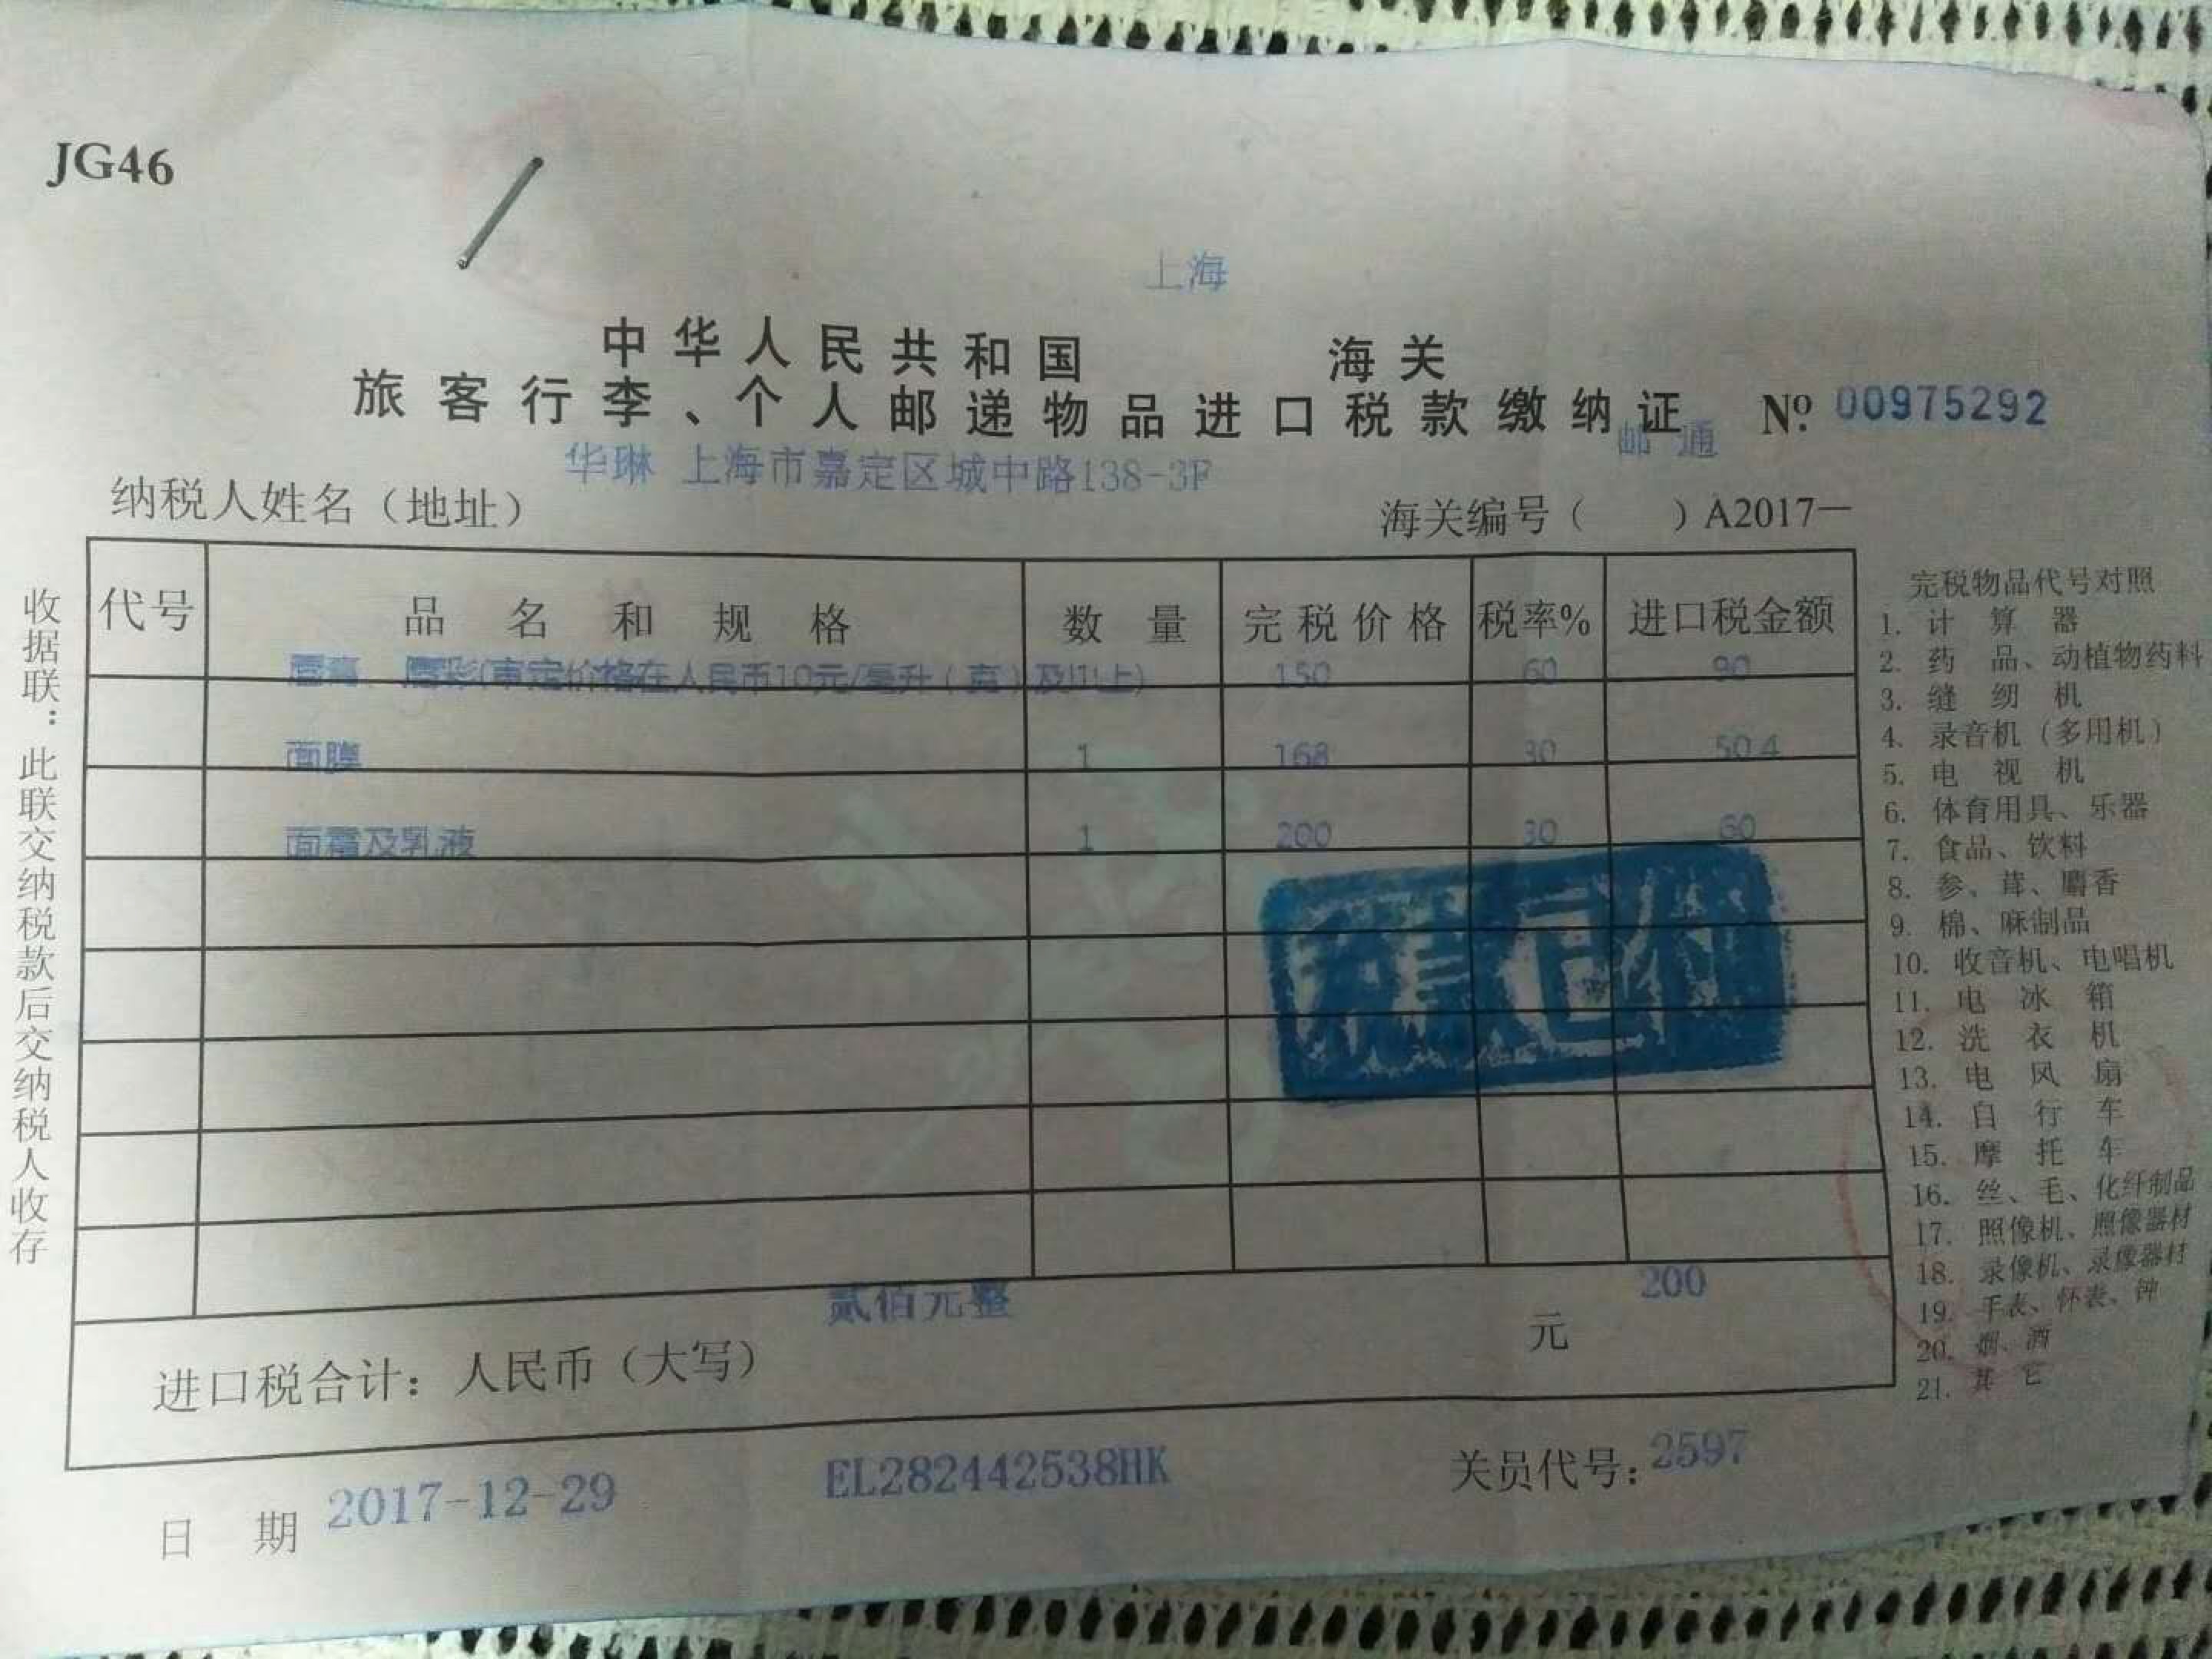 JG46
上海
中华人民共和国 海关
旅客行李、个人邮递物品进口税款缴纳证 Nº 00975292
邮 通
华琳 上海市嘉定区城中路138-3F
纳税人姓名(地址) 海关编号( )A2017—
代号 品名和规格 数量 完税价格 税率% 进口税金额
唇膏、唇彩(审定价格在人民币10元/毫升(克)及以上) 150 60 90
面膜 1 168 30 50.4
面霜及乳液 1 200 30 60
税款已付
贰佰元整 200
进口税合计:人民币(大写) 元
日期 2017-12-29 EL282442538HK 关员代号:2597
收据联:此联交纳税款后交纳税人收存
完税物品代号对照
1. 计算器
2. 药品、动植物药料
3. 缝纫机
4. 录音机(多用机)
5. 电视机
6. 体育用具、乐器
7. 食品、饮料
8. 参、茸、麝香
9. 棉、麻制品
10. 收音机、电唱机
11. 电冰箱
12. 洗衣机
13. 电风扇
14. 自行车
15. 摩托车
16. 丝、毛、化纤制品
17. 照像机、照像器材
18. 录像机、录像器材
19. 手表、怀表、钟
20. 烟、酒
21. 其它